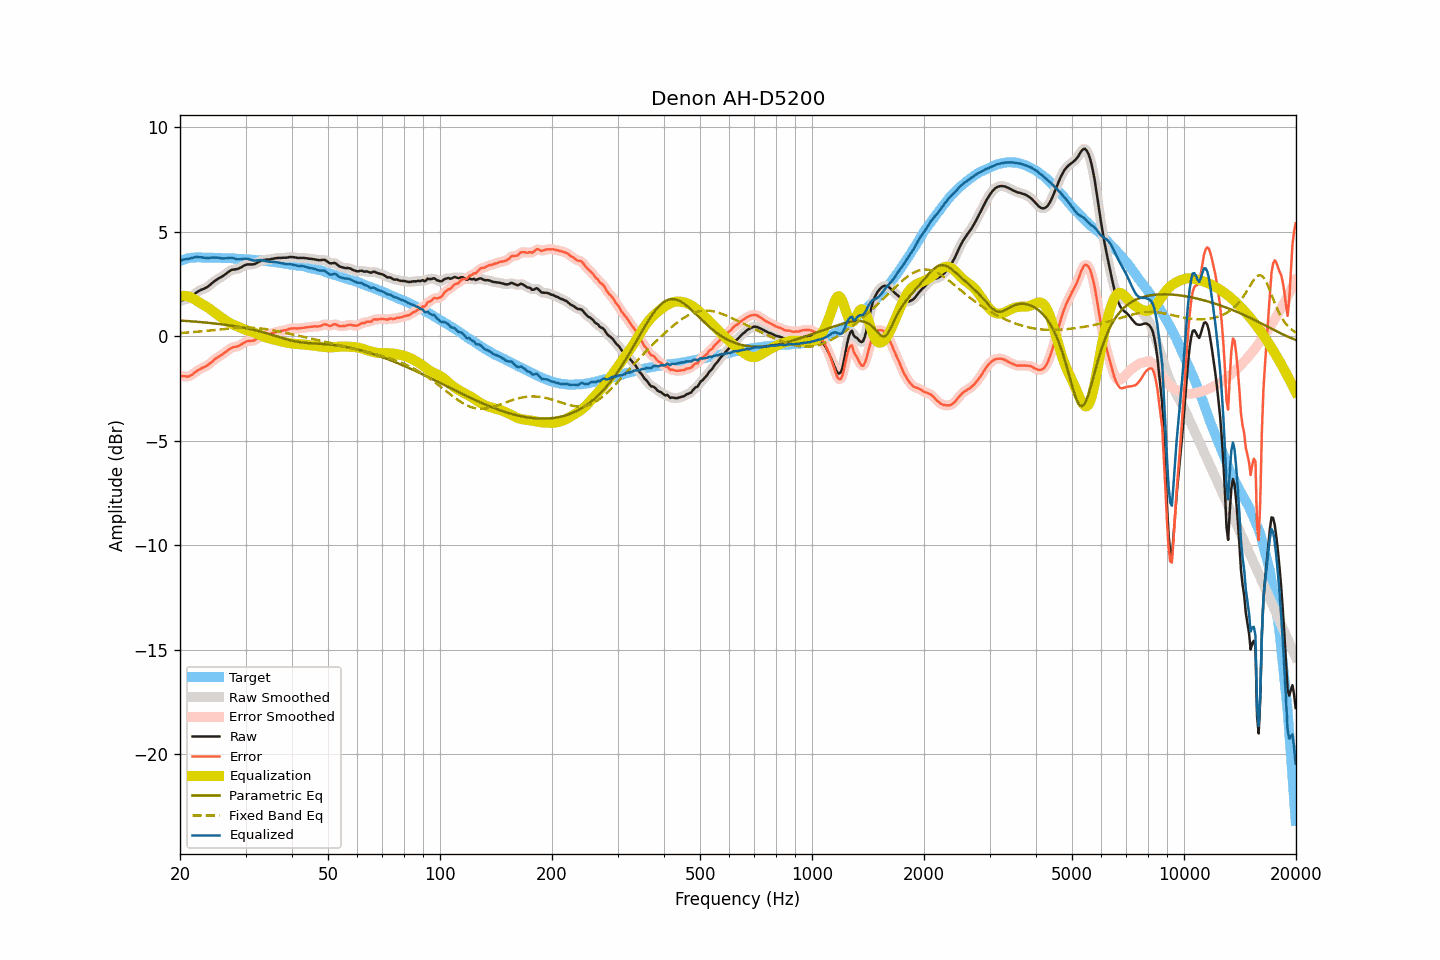 Denon AH-D5200
10
5
0
−5
−10
−15
−20
Amplitude (dBr)
Target
Raw Smoothed
Error Smoothed
Raw
Error
Equalization
Parametric Eq
Fixed Band Eq
Equalized
20 50 100 200 500 1000 2000 5000 10000 20000
Frequency (Hz)